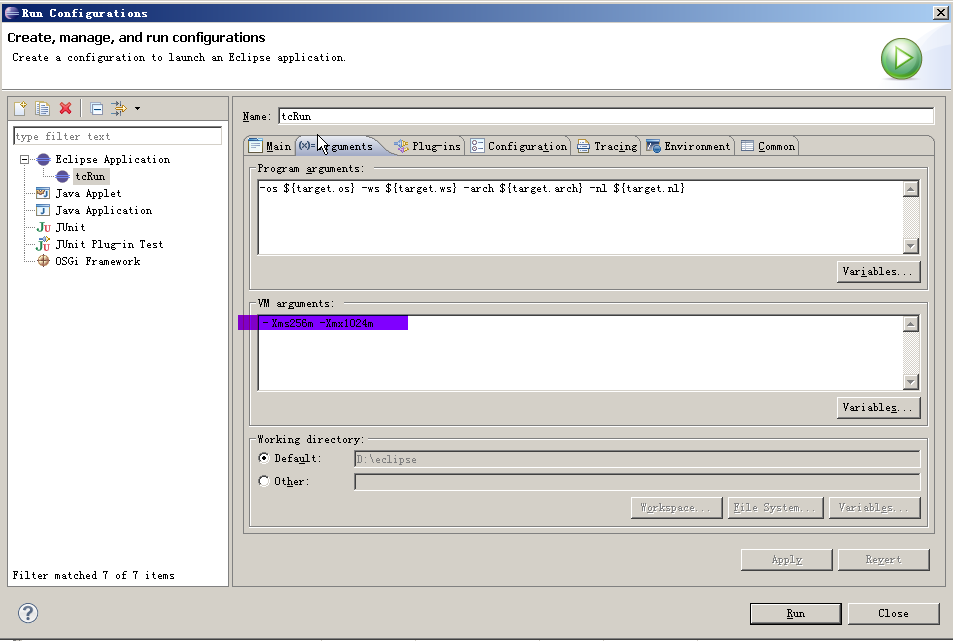 Run Configurations
Create, manage, and run configurations
Create a configuration to launch an Eclipse application.
type filter text
Eclipse Application
tcRun
Java Applet
Java Application
JUnit
JUnit Plug-in Test
OSGi Framework
Filter matched 7 of 7 items
Name: tcRun
Main (x)= rguments Plug-ins Configuration Tracing Environment Common
Program arguments:
-os ${target.os} -ws ${target.ws} -arch ${target.arch} -nl ${target.nl}
Variables...
VM arguments:
-Xms256m -Xmx1024m
Variables...
Working directory:
Default: D:\eclipse
Other:
Workspace... File System... Variables...
Apply Revert
? Run Close